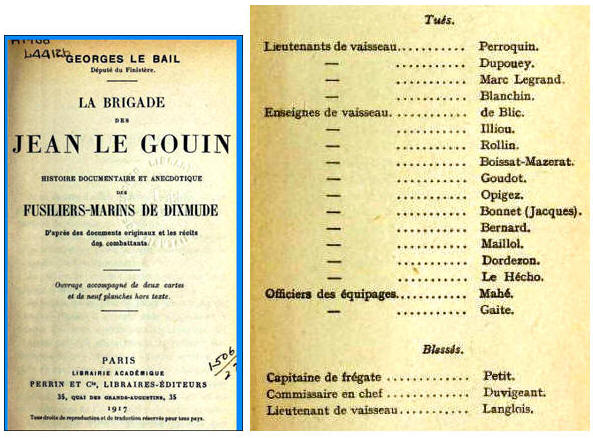 L4412b
GEORGES LE BAIL
Député du Finistère.
LA BRIGADE
DES
JEAN LE GOUIN
HISTOIRE DOCUMENTAIRE ET ANECDOTIQUE
DES
FUSILIERS-MARINS DE DIXMUDE
D'après des documents originaux et les récits
des combattants
Ouvrage accompagné de deux cartes
et de neuf planches hors texte.
PARIS
LIBRAIRIE ACADÉMIQUE
PERRIN ET Cie, LIBRAIRES-ÉDITEURS
35, QUAI DES GRANDS-AUGUSTINS, 35
1917
Tous droits de reproduction et de traduction réservés pour tous pays.
Tués.
Lieutenants de vaisseau........... Perroquin.
— ........... Dupouey.
— ........... Marc Legrand.
— ........... Blanchin.
Enseignes de vaisseau............ de Blic.
— ........... Illiou.
— ........... Rollin.
— ........... Boissat-Mazerat.
— ........... Goudot.
— ........... Opigez.
— ........... Bonnet (Jacques).
— ........... Bernard.
— ........... Maillol.
— ........... Dordezon.
— ........... Le Hécho.
Officiers des équipages........... Mahé.
— ........... Gaite.
Blessés.
Capitaine de frégate ............ Petit.
Commissaire en chef ............ Duvigeant.
Lieutenant de vaisseau........... Langlois.